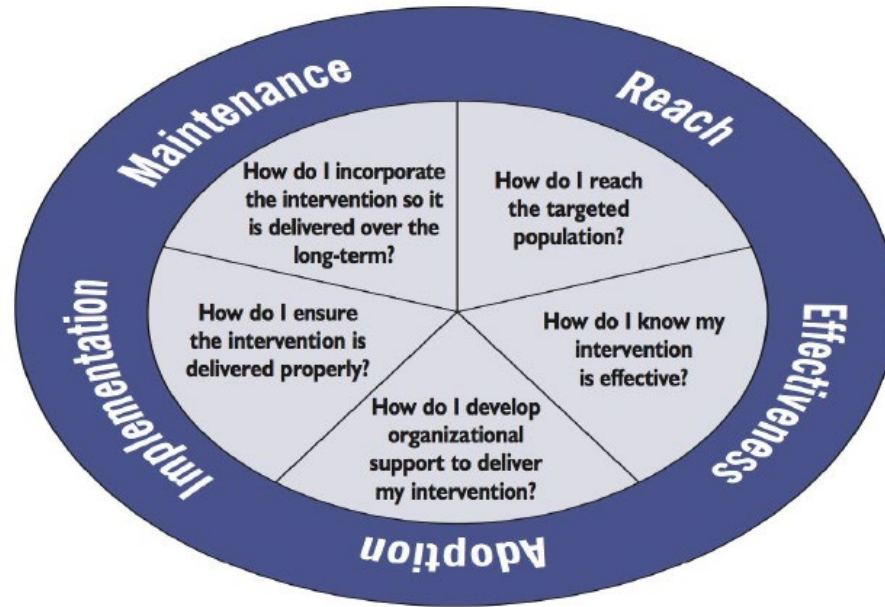 Reach
How do I reach
the targeted
population?
Effectiveness
How do I know my
intervention
is effective?
Adoption
How do I develop
organizational
support to deliver
my intervention?
Implementation
How do I ensure
the intervention is
delivered properly?
Maintenance
How do I incorporate
the intervention so it
is delivered over the
long-term?